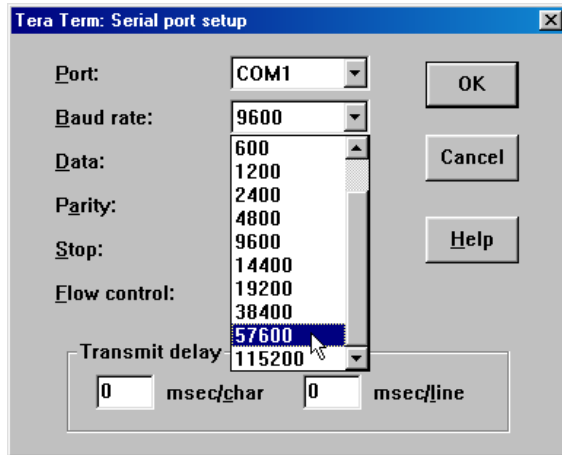 Tera Term: Serial port setup
Port: COM1
OK
Baud rate: 9600
600
1200
2400
4800
9600
14400
19200
38400
57600
115200
Data:
Cancel
Parity:
Stop:
Help
Flow control:
Transmit delay
0 msec/char 0 msec/line